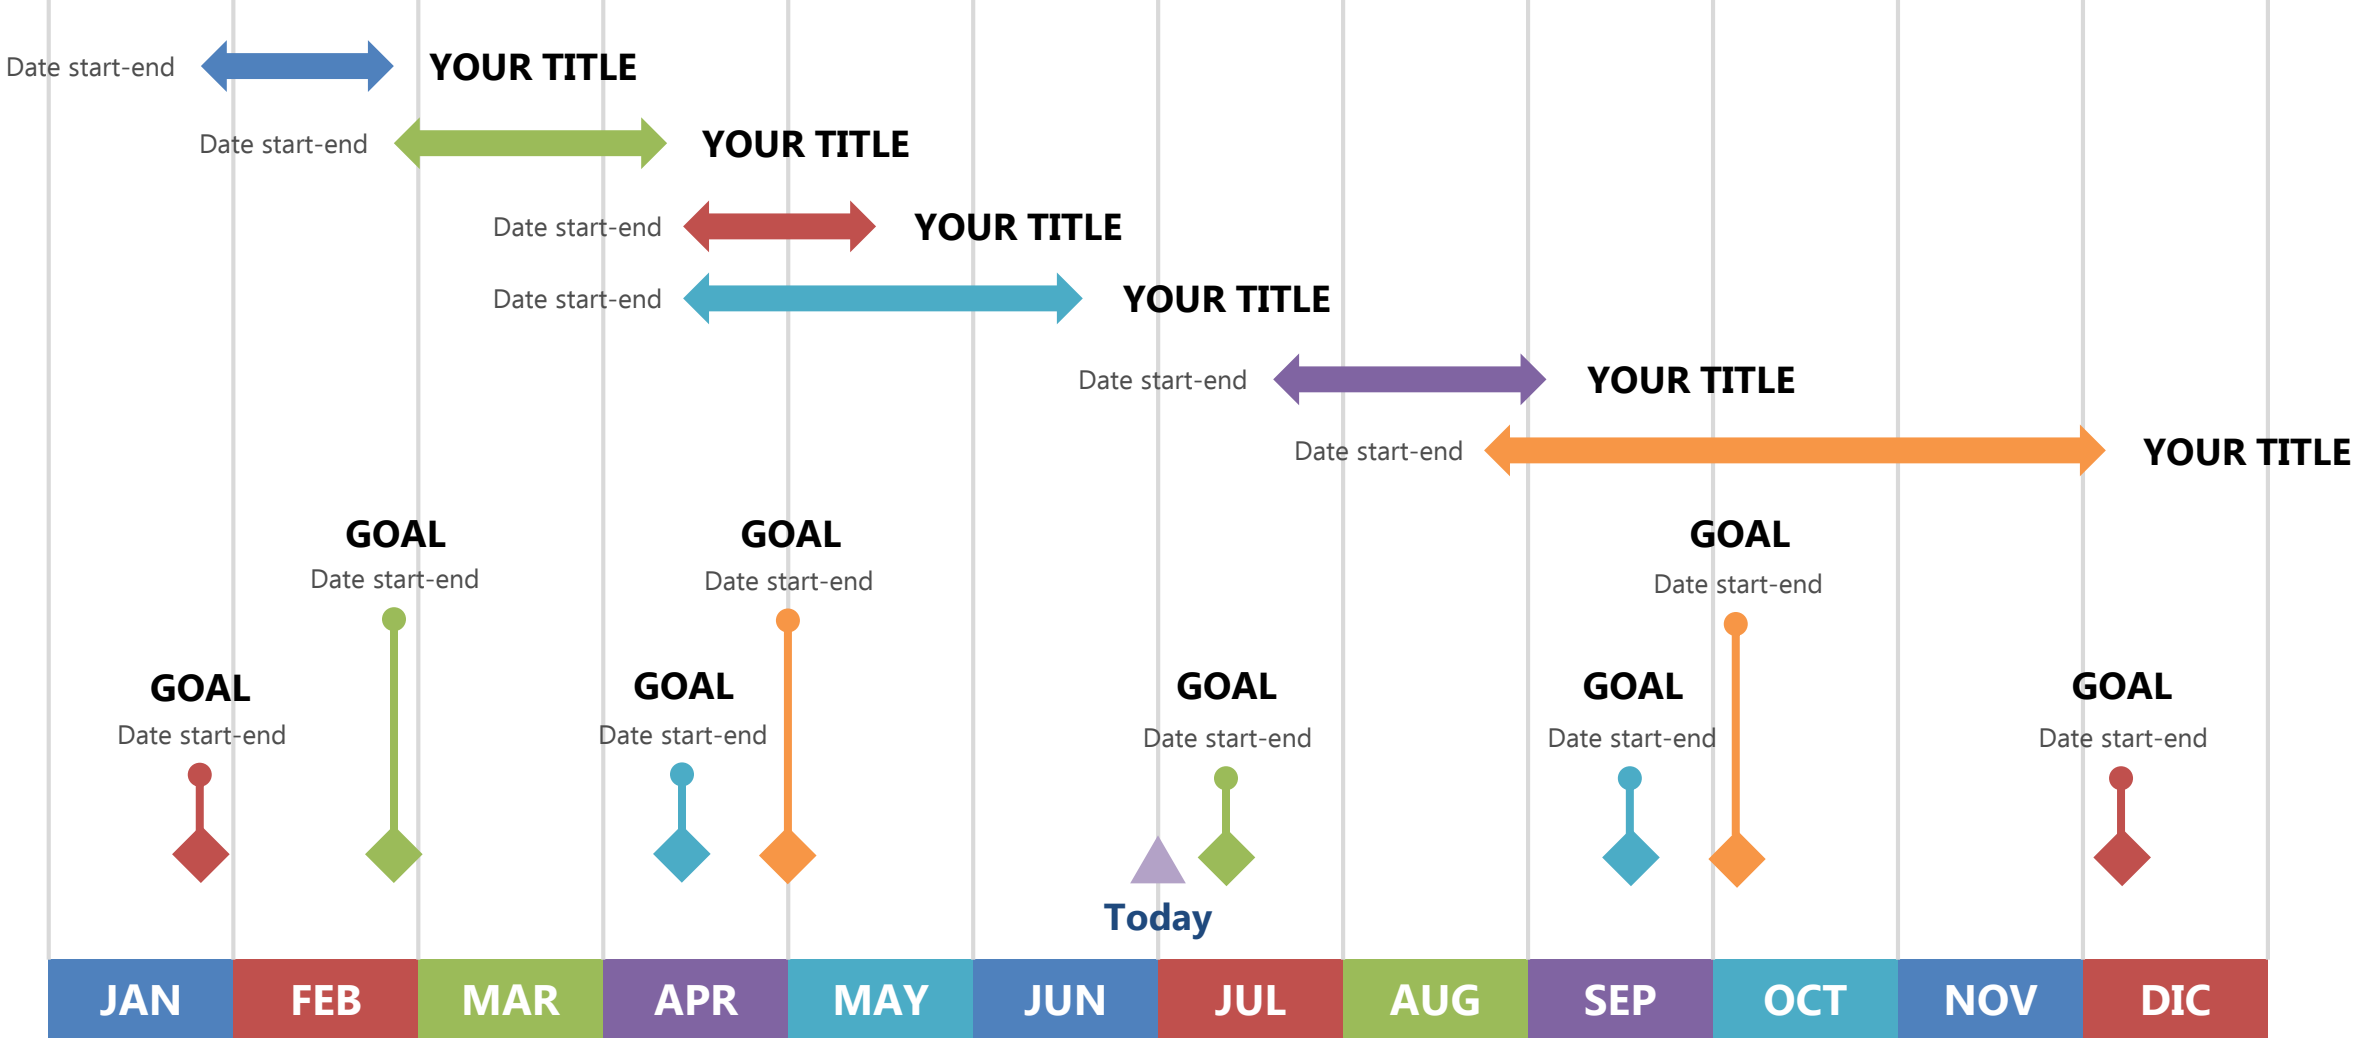 Date start-end YOUR TITLE
Date start-end YOUR TITLE
Date start-end YOUR TITLE
Date start-end YOUR TITLE
Date start-end YOUR TITLE
Date start-end YOUR TITLE
GOAL GOAL GOAL
Date start-end Date start-end Date start-end
GOAL GOAL GOAL GOAL GOAL
Date start-end Date start-end Date start-end Date start-end Date start-end
Today
JAN FEB MAR APR MAY JUN JUL AUG SEP OCT NOV DIC